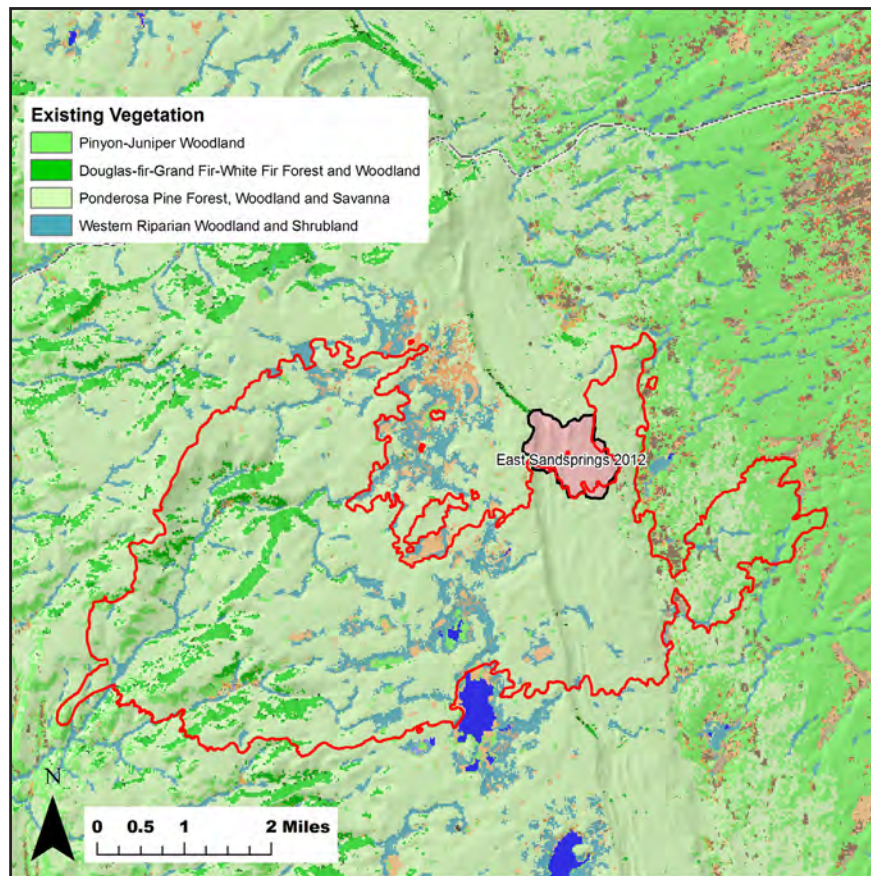 Existing Vegetation
Pinyon-Juniper Woodland
Douglas-fir-Grand Fir-White Fir Forest and Woodland
Ponderosa Pine Forest, Woodland and Savanna
Western Riparian Woodland and Shrubland
East Sandsprings 2012
N
0 0.5 1 2 Miles